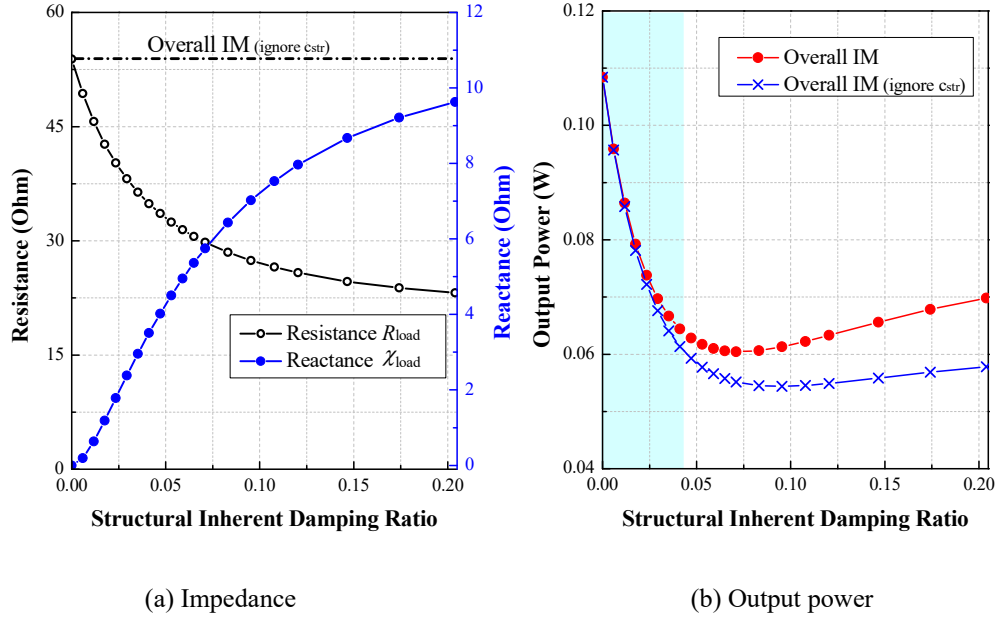 Overall IM (ignore cstr)
60
45
30
15
0
Resistance (Ohm)
12
11
10
8
6
4
2
0
Reactance (Ohm)
Resistance Rload
Reactance χload
0.00 0.05 0.10 0.15 0.20
Structural Inherent Damping Ratio
(a) Impedance
0.12
0.10
0.08
0.06
0.04
Output Power (W)
Overall IM
Overall IM (ignore cstr)
0.00 0.05 0.10 0.15 0.20
Structural Inherent Damping Ratio
(b) Output power